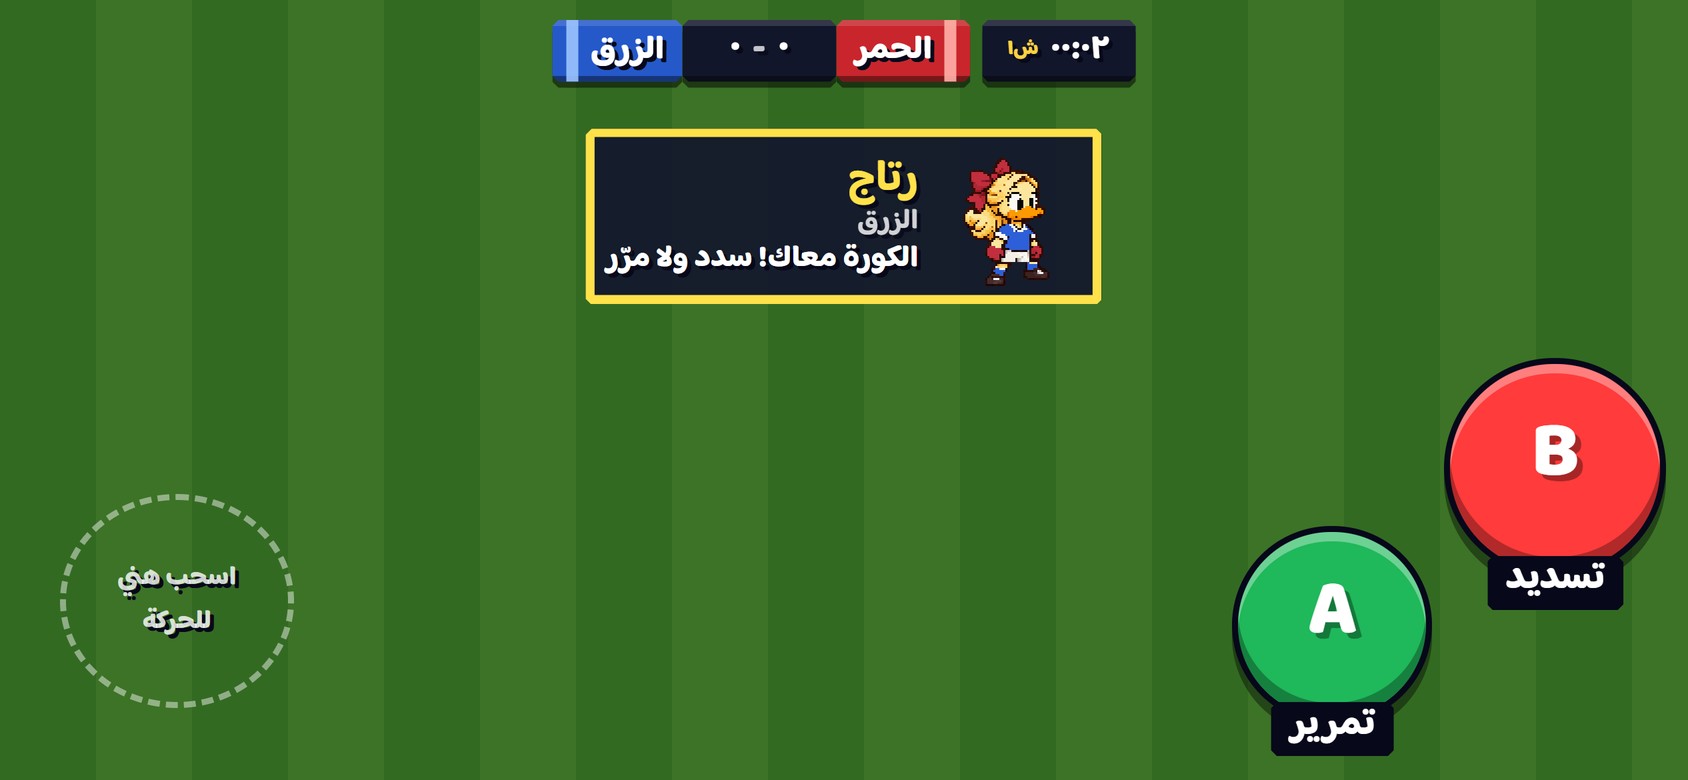 ٠٠:٠٢ ش١
الحمر ٠ - ٠ الزرق
رتاج
الزرق
الكورة معاك! سدد ولا مرّر
B
تسديد
A
تمرير
اسحب هني
للحركة